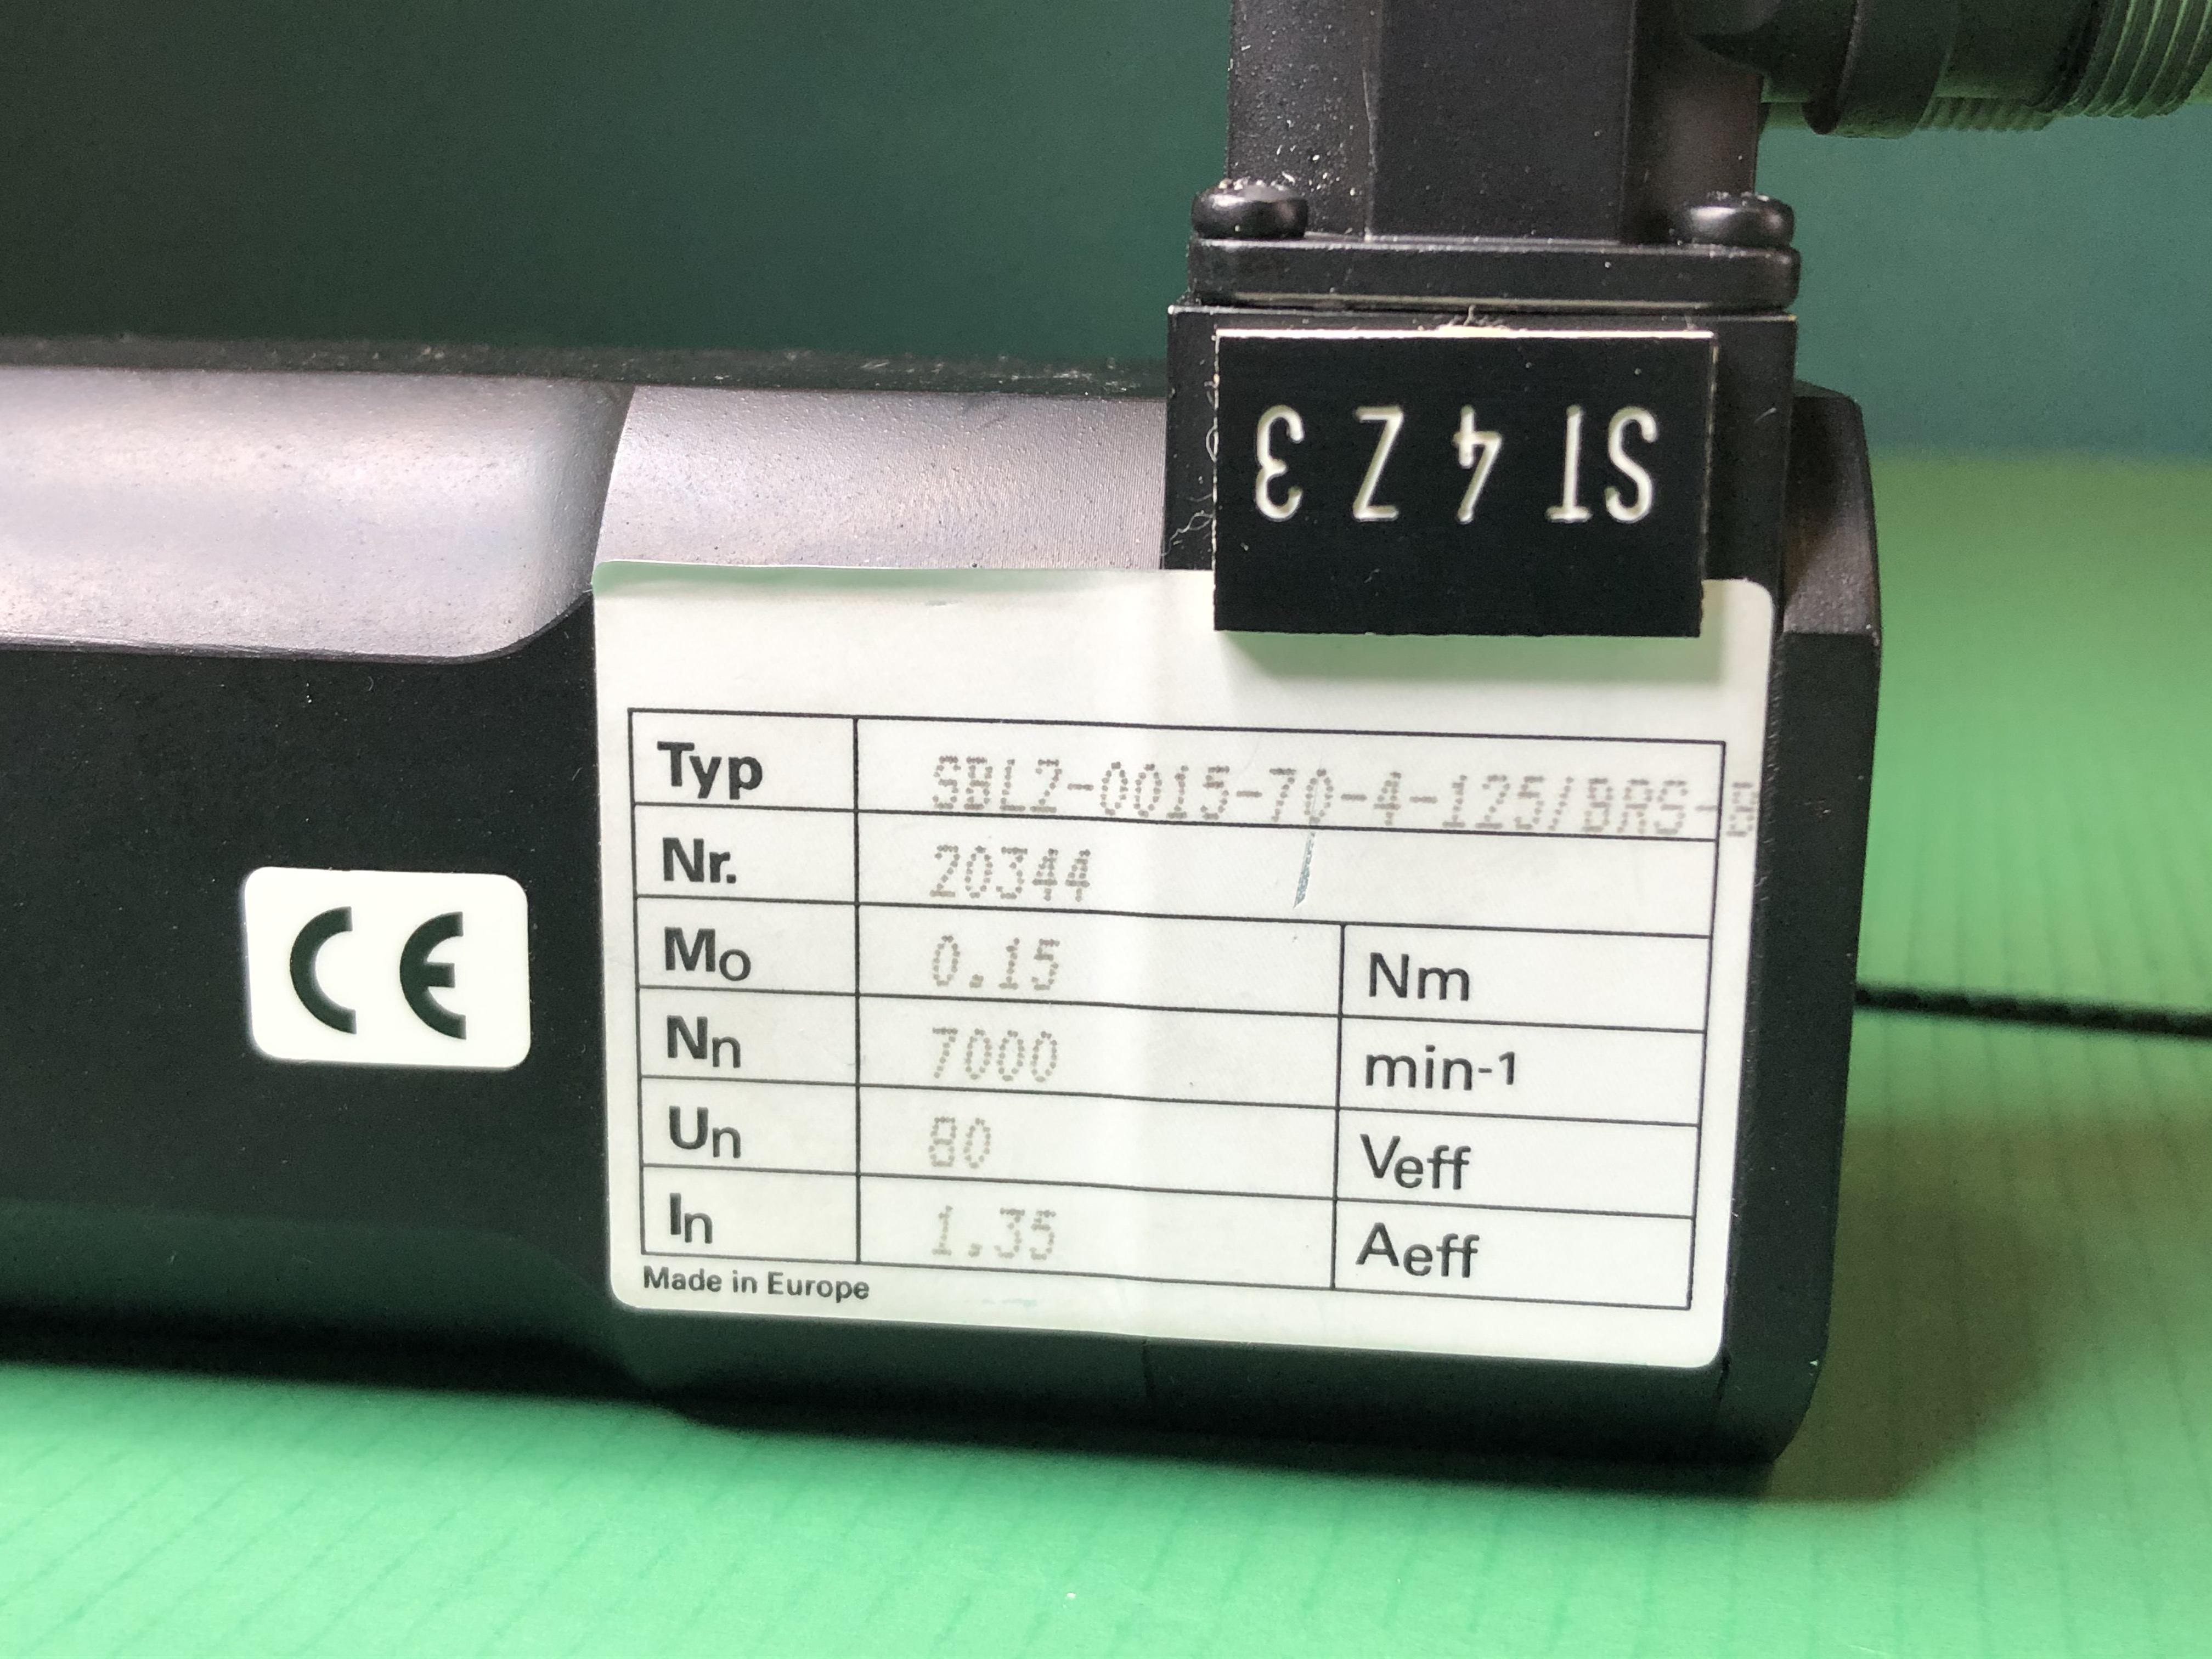 ST 4 Z 3
Typ SBL2-0015-70-4-125/BRS-S
Nr. 20344
Mo 0.15 Nm
Nn 7000 min-1
Un 80 Veff
In 1.35 Aeff
Made in Europe
CE